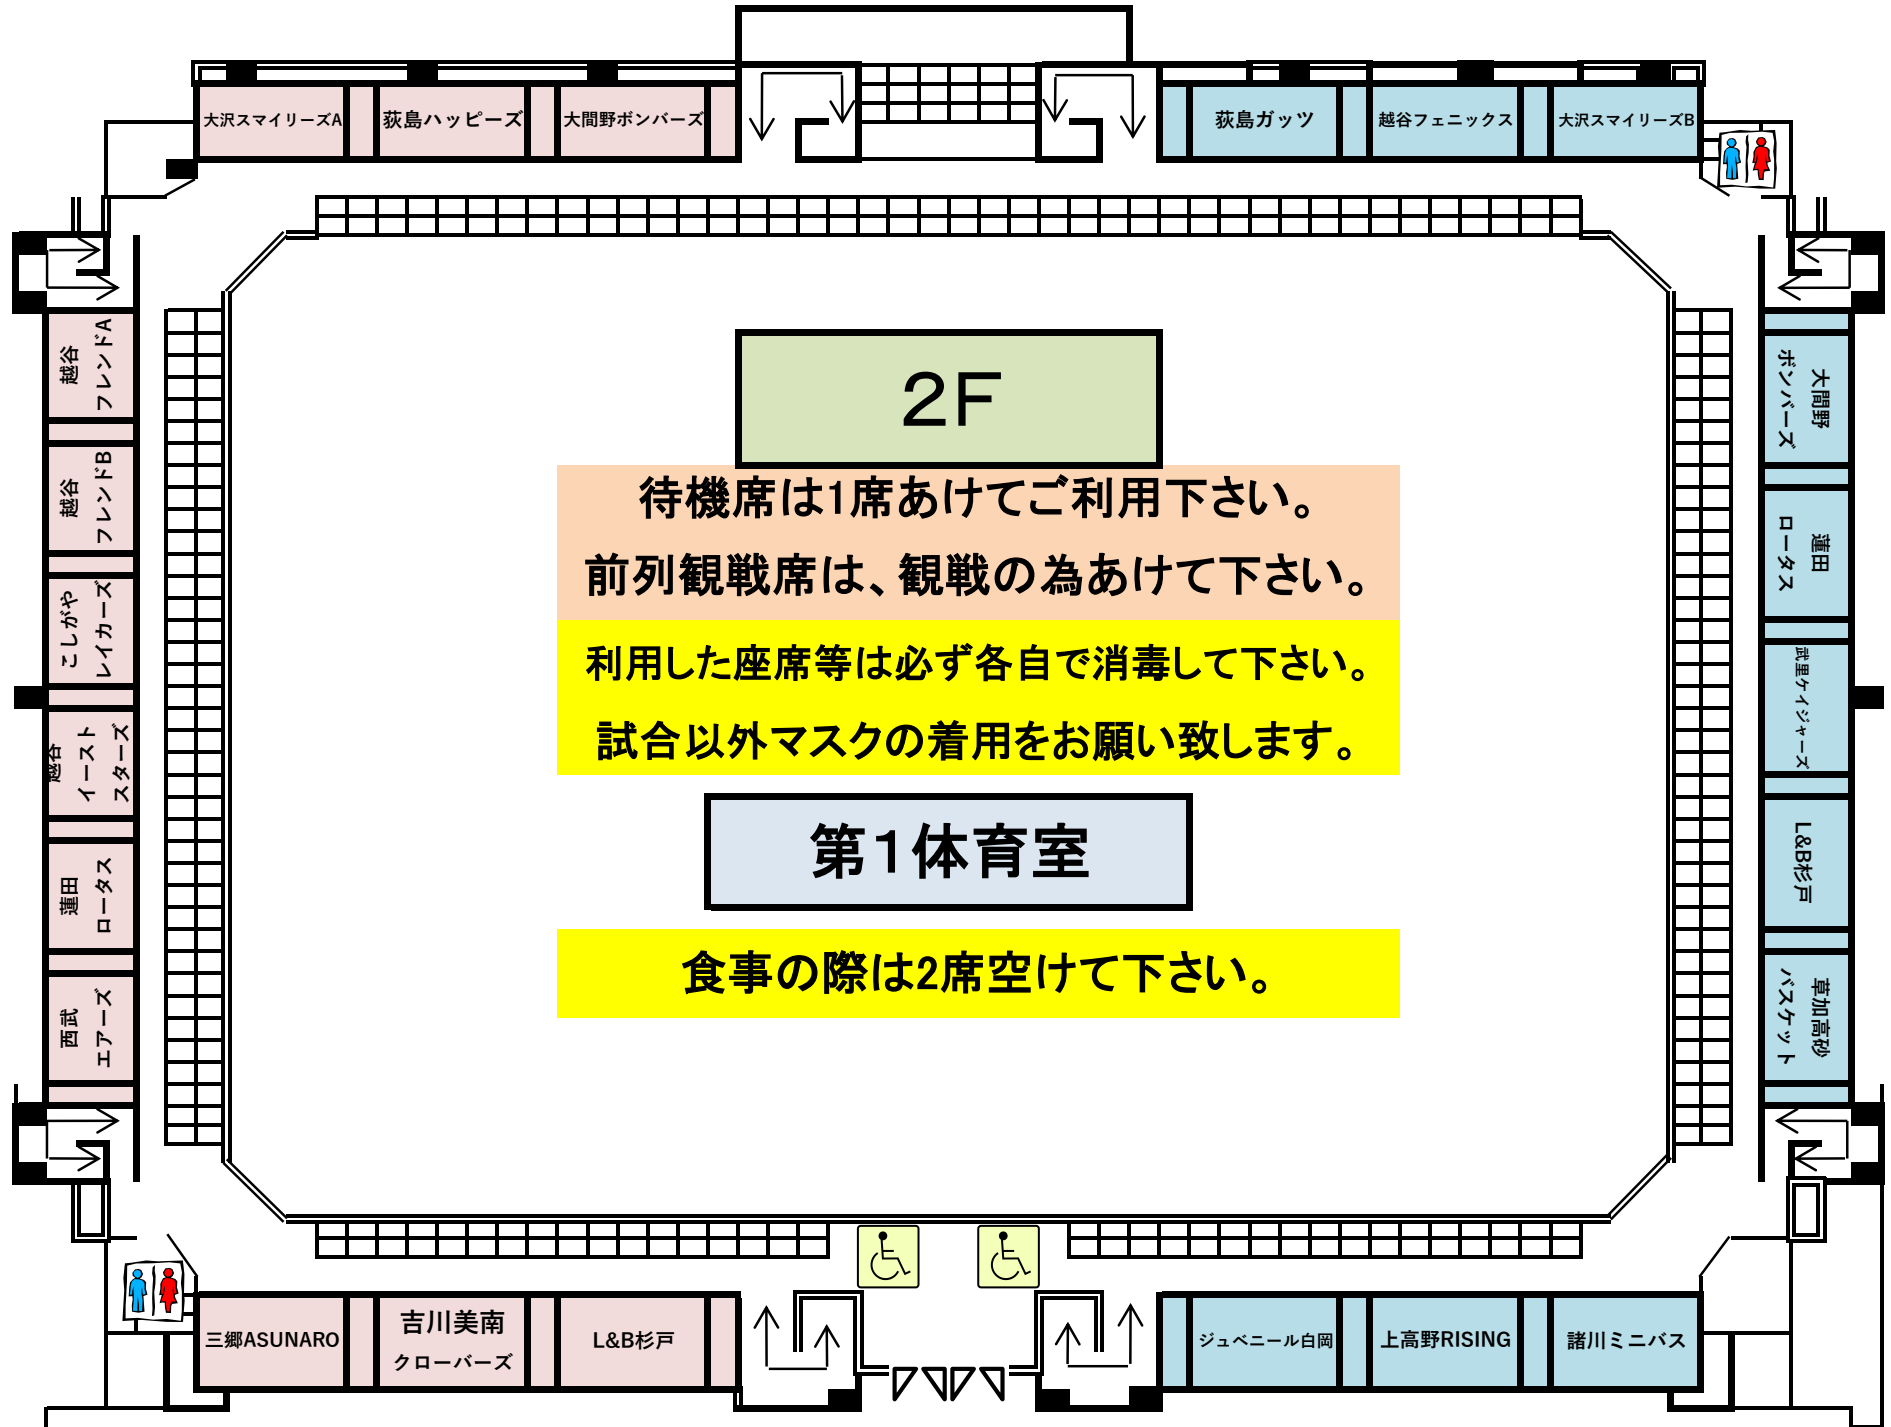 大沢スマイリーズA
荻島ハッピーズ
大間野ボンバーズ
荻島ガッツ
越谷フェニックス
大沢スマイリーズB
越谷
フレンドA
越谷
フレンドB
こしがや
レイカーズ
越谷
イースト
スターズ
蓮田
ロータス
西武
エアーズ
2F
待機席は1席あけてご利用下さい。
前列観戦席は、観戦の為あけて下さい。
利用した座席等は必ず各自で消毒して下さい。
試合以外マスクの着用をお願い致します。
第1体育室
食事の際は2席空けて下さい。
大間野
ボンバーズ
蓮田
ロータス
武里ケイジャーズ
L&B杉戸
草加高砂
バスケット
三郷ASUNARO
吉川美南
クローバーズ
L&B杉戸
ジュベニール白岡
上高野RISING
諸川ミニバス